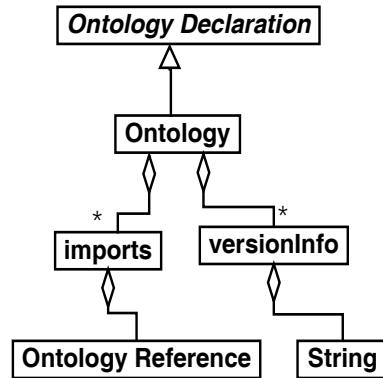 Ontology Declaration
Ontology
* *
imports versionInfo
Ontology Reference String